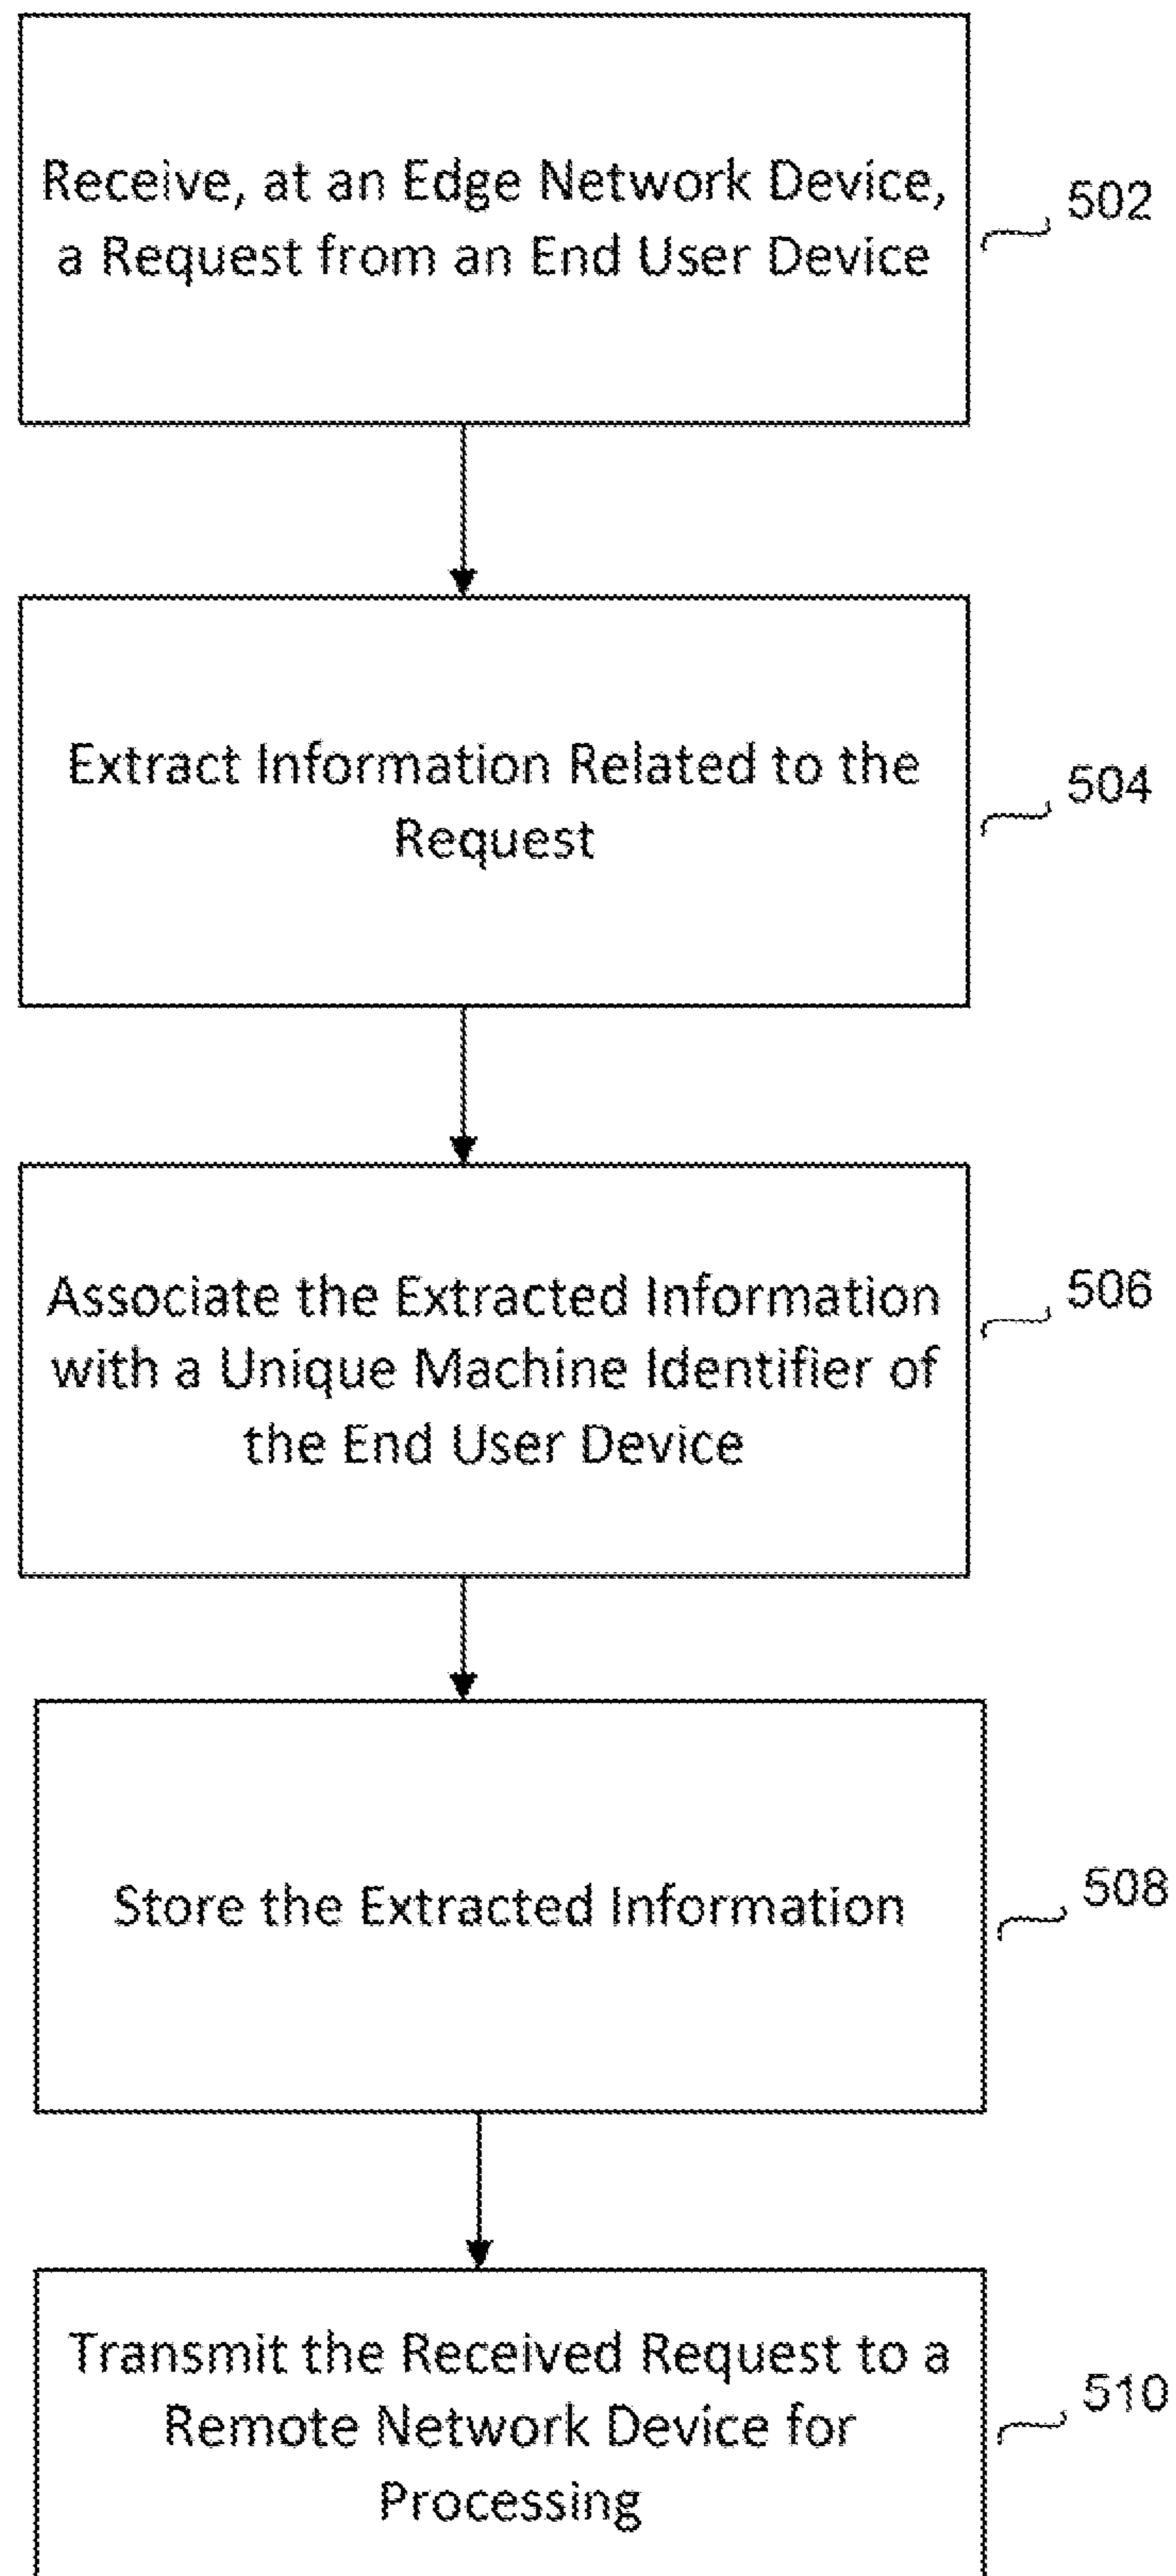 Receive, at an Edge Network Device,
a Request from an End User Device
502
Extract Information Related to the
Request
504
Associate the Extracted Information
with a Unique Machine Identifier of
the End User Device
506
Store the Extracted Information
508
Transmit the Received Request to a
Remote Network Device for
Processing
510